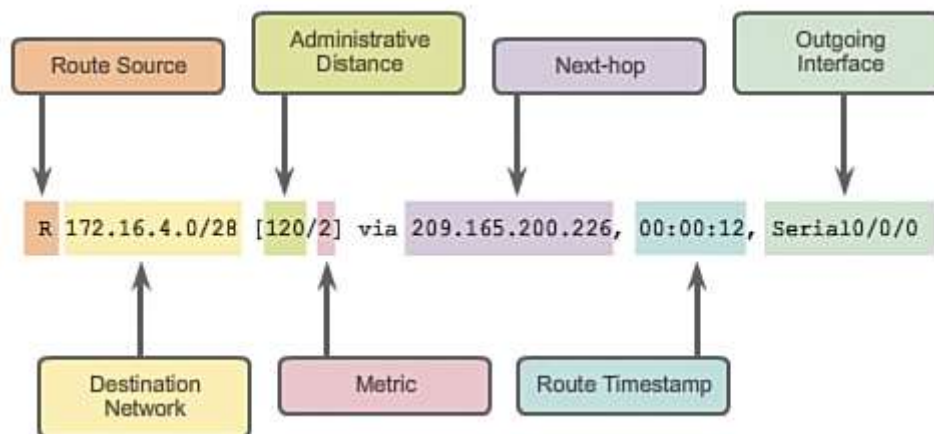 Route Source
Administrative
Distance
Next-hop
Outgoing
Interface
R 172.16.4.0/28 [120/2] via 209.165.200.226, 00:00:12, Serial0/0/0
Destination
Network
Metric
Route Timestamp